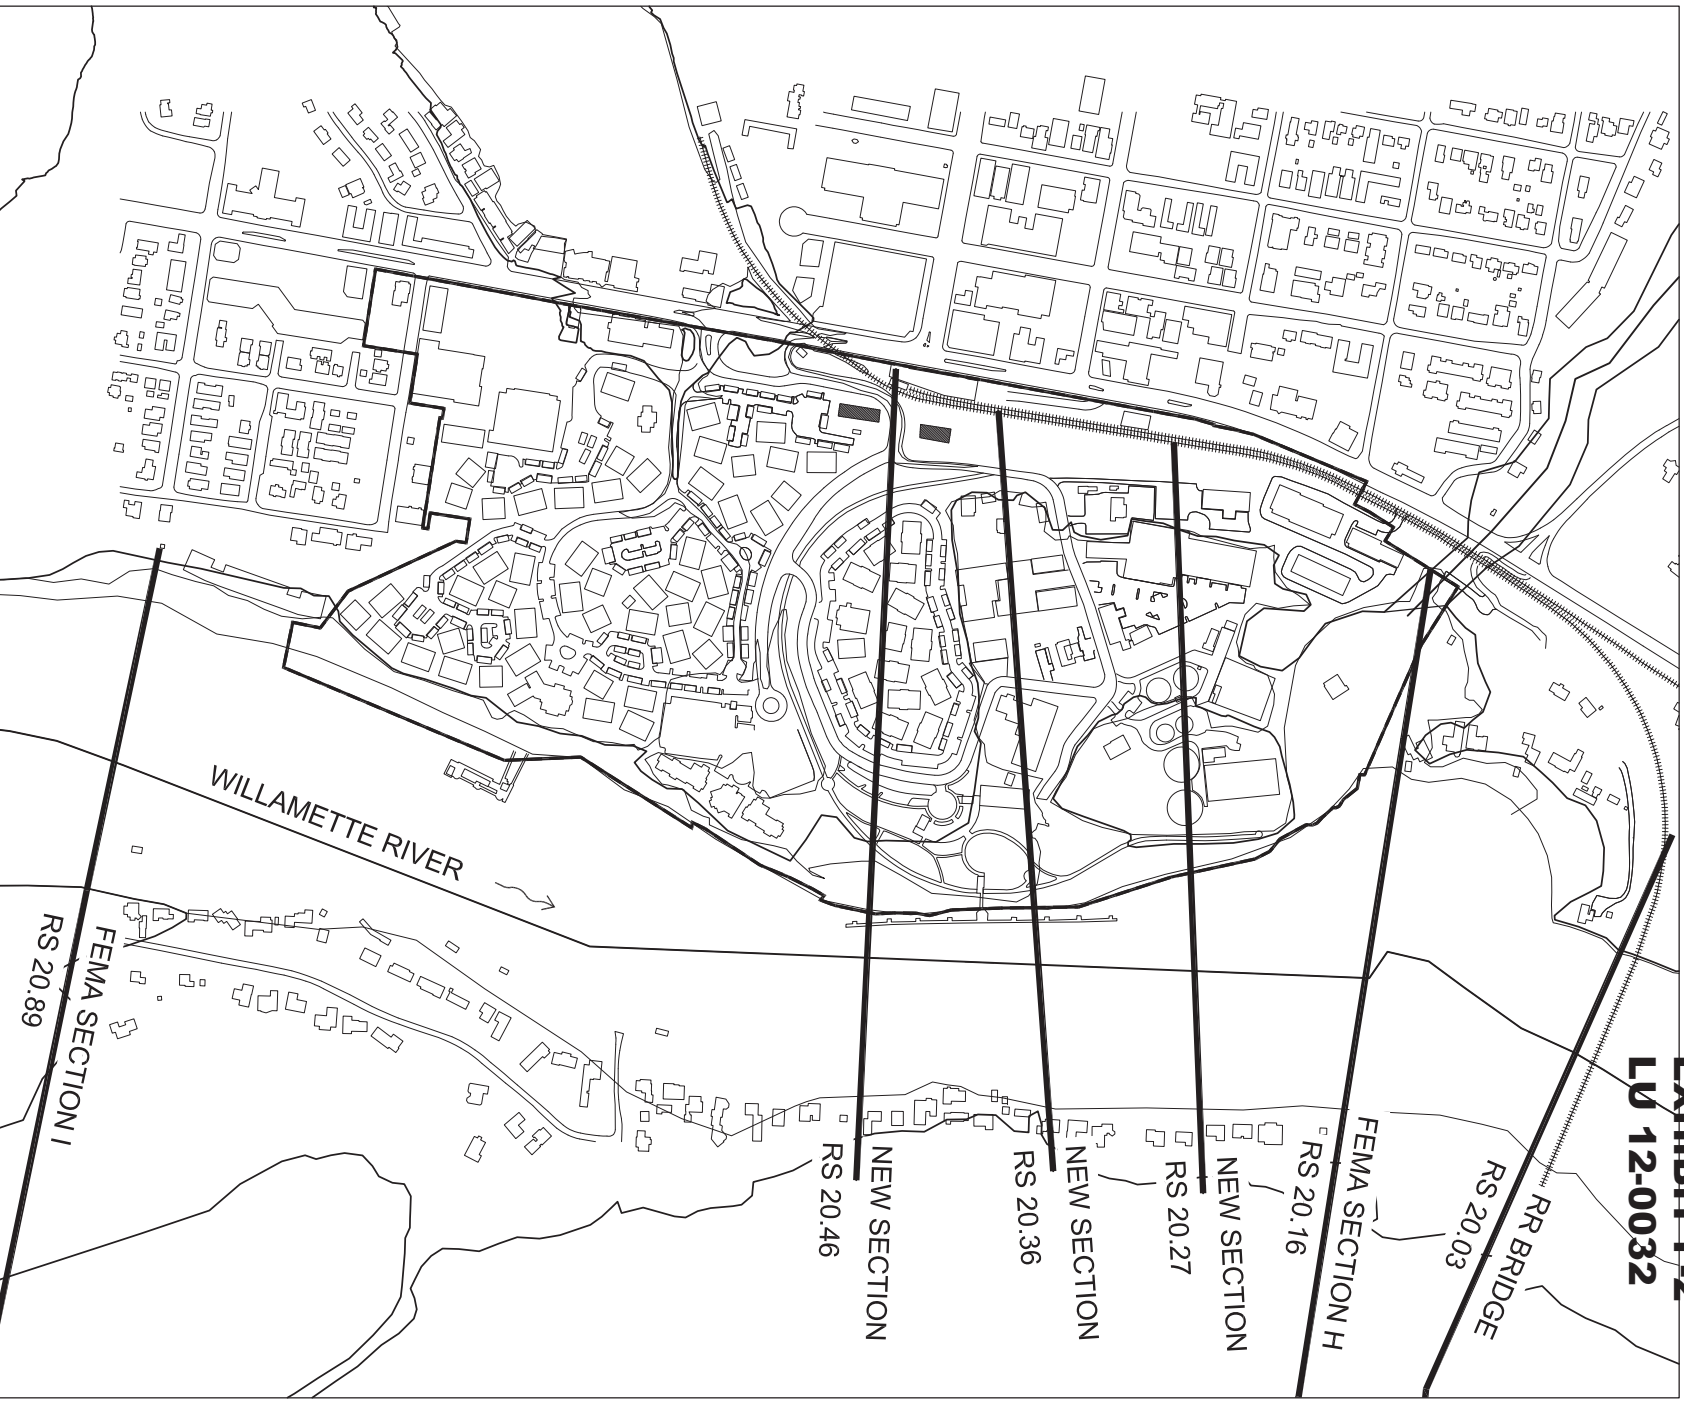 WILLAMETTE RIVER
FEMA SECTION I
RS 20.89
NEW SECTION
RS 20.46
NEW SECTION
RS 20.36
NEW SECTION
RS 20.27
FEMA SECTION H
RS 20.16
RR BRIDGE
RS 20.03
LU 12-0032